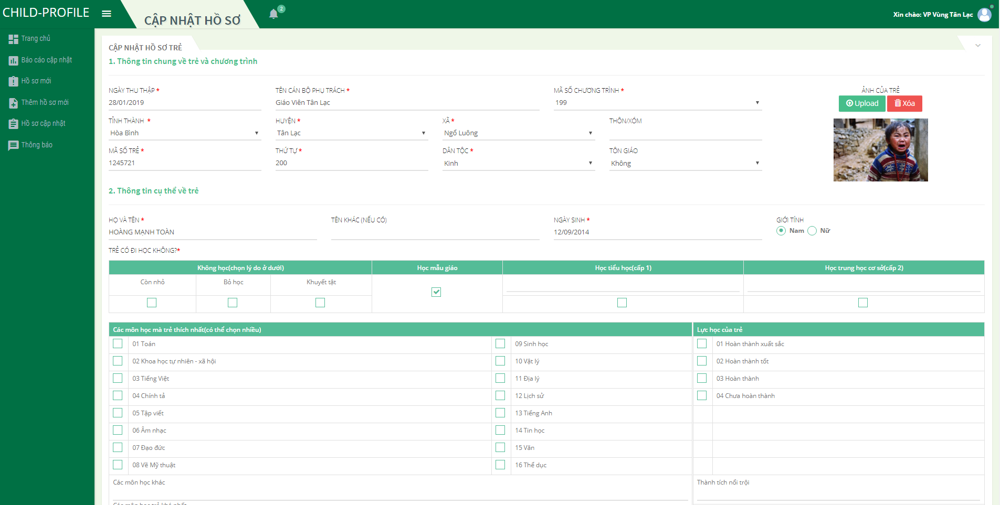 CHILD-PROFILE
CẬP NHẬT HỒ SƠ
2
Xin chào: VP Vùng Tân Lạc
Trang chủ
Báo cáo cập nhật
Hồ sơ mới
Thêm hồ sơ mới
Hồ sơ cập nhật
Thông báo
CẬP NHẬT HỒ SƠ TRẺ
1. Thông tin chung về trẻ và chương trình
NGÀY THU THẬP * TÊN CÁN BỘ PHỤ TRÁCH * MÃ SỐ CHƯƠNG TRÌNH * ẢNH CỦA TRẺ
28/01/2019 Giáo Viên Tân Lạc 199 Upload Xóa
TỈNH THÀNH * HUYỆN * XÃ * THÔN/XÓM
Hòa Bình Tân Lạc Ngổ Luông
MÃ SỐ TRẺ * THỨ TỰ * DÂN TỘC * TÔN GIÁO
1245721 200 Kinh Không
2. Thông tin cụ thể về trẻ
HỌ VÀ TÊN * TÊN KHÁC (NẾU CÓ) NGÀY SINH * GIỚI TÍNH
HOÀNG MẠNH TOÀN 12/09/2014 Nam Nữ
TRẺ CÓ ĐI HỌC KHÔNG?*
Không học(chọn lý do ở dưới) Học mẫu giáo Học tiểu học(cấp 1) Học trung học cơ sở(cấp 2)
Còn nhỏ Bỏ học Khuyết tật
Các môn học mà trẻ thích nhất(có thể chọn nhiều) Lực học của trẻ
01 Toán 09 Sinh học 01 Hoàn thành xuất sắc
02 Khoa học tự nhiên - xã hội 10 Vật lý 02 Hoàn thành tốt
03 Tiếng Việt 11 Địa lý 03 Hoàn thành
04 Chính tả 12 Lịch sử 04 Chưa hoàn thành
05 Tập viết 13 Tiếng Anh
06 Âm nhạc 14 Tin học
07 Đạo đức 15 Văn
08 Vẽ Mỹ thuật 16 Thể dục
Các môn học khác Thành tích nổi trội